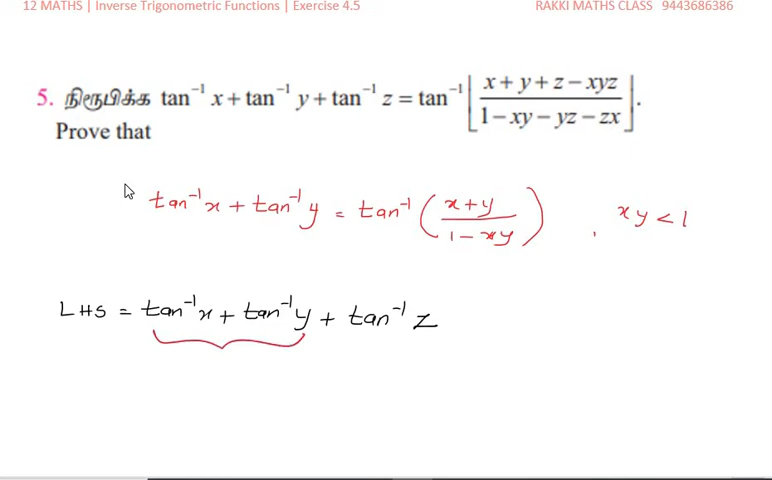 12 MATHS | Inverse Trigonometric Functions | Exercise 4.5 RAKKI MATHS CLASS 9443686386
5. நிரூபிக்க tan⁻¹ x + tan⁻¹ y + tan⁻¹ z = tan⁻¹ [(x + y + z − xyz)/(1 − xy − yz − zx)].
Prove that
tan⁻¹x + tan⁻¹y = tan⁻¹ ((x+y)/(1−xy)) , xy < 1
LHS = tan⁻¹x + tan⁻¹y + tan⁻¹ z